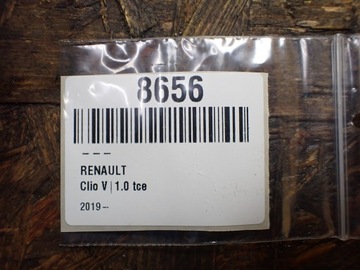 8656
---
RENAULT
Clio V | 1.0 tce
2019-